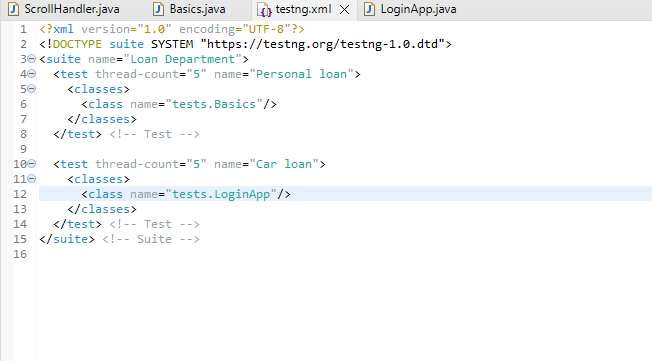 ScrollHandler.java Basics.java testng.xml LoginApp.java
1 <?xml version="1.0" encoding="UTF-8"?>
2 <!DOCTYPE suite SYSTEM "https://testng.org/testng-1.0.dtd">
3 <suite name="Loan Department">
4 <test thread-count="5" name="Personal loan">
5 <classes>
6 <class name="tests.Basics"/>
7 </classes>
8 </test> <!-- Test -->
9
10 <test thread-count="5" name="Car loan">
11 <classes>
12 <class name="tests.LoginApp"/>
13 </classes>
14 </test> <!-- Test -->
15 </suite> <!-- Suite -->
16